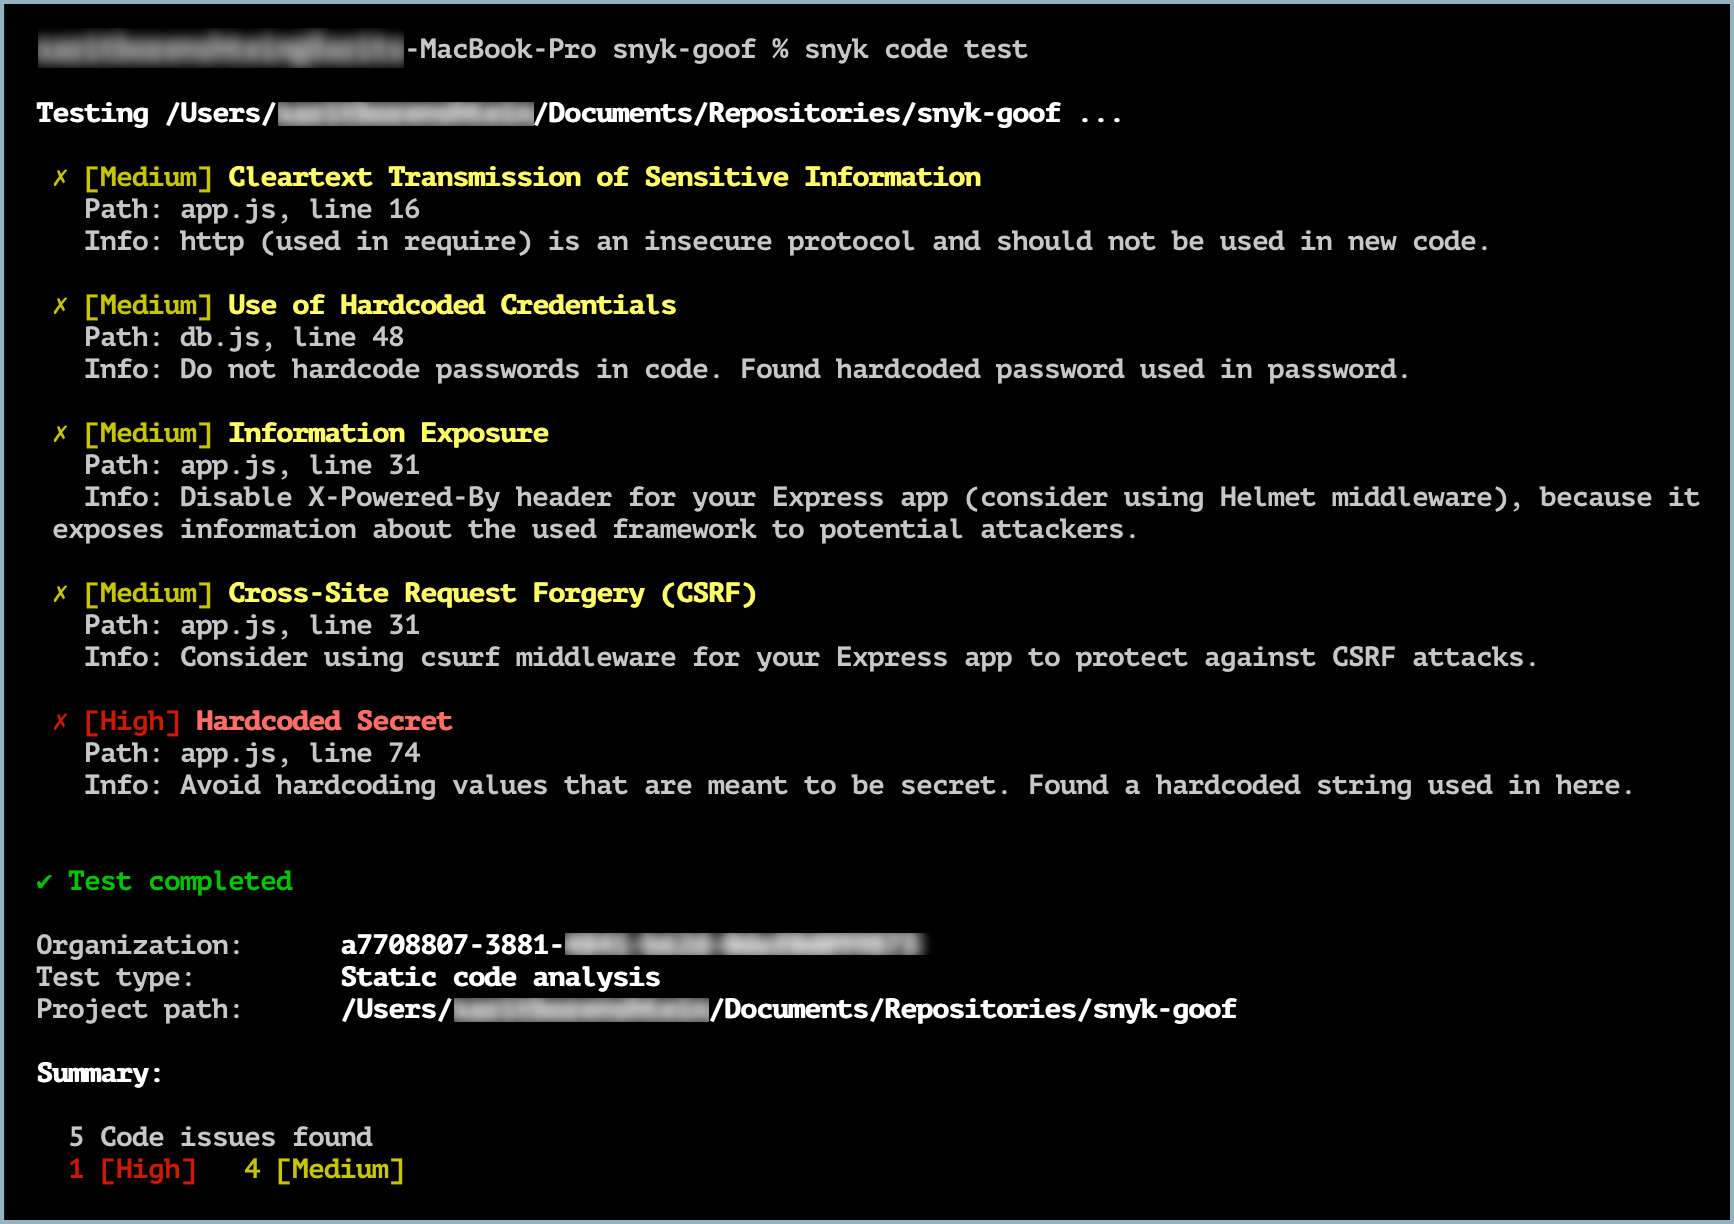 -MacBook-Pro snyk-goof % snyk code test
Testing /Users/ /Documents/Repositories/snyk-goof ...
✗ [Medium] Cleartext Transmission of Sensitive Information
Path: app.js, line 16
Info: http (used in require) is an insecure protocol and should not be used in new code.
✗ [Medium] Use of Hardcoded Credentials
Path: db.js, line 48
Info: Do not hardcode passwords in code. Found hardcoded password used in password.
✗ [Medium] Information Exposure
Path: app.js, line 31
Info: Disable X-Powered-By header for your Express app (consider using Helmet middleware), because it
exposes information about the used framework to potential attackers.
✗ [Medium] Cross-Site Request Forgery (CSRF)
Path: app.js, line 31
Info: Consider using csurf middleware for your Express app to protect against CSRF attacks.
✗ [High] Hardcoded Secret
Path: app.js, line 74
Info: Avoid hardcoding values that are meant to be secret. Found a hardcoded string used in here.
✔ Test completed
Organization: a7708807-3881-
Test type: Static code analysis
Project path: /Users/ /Documents/Repositories/snyk-goof
Summary:
5 Code issues found
1 [High] 4 [Medium]